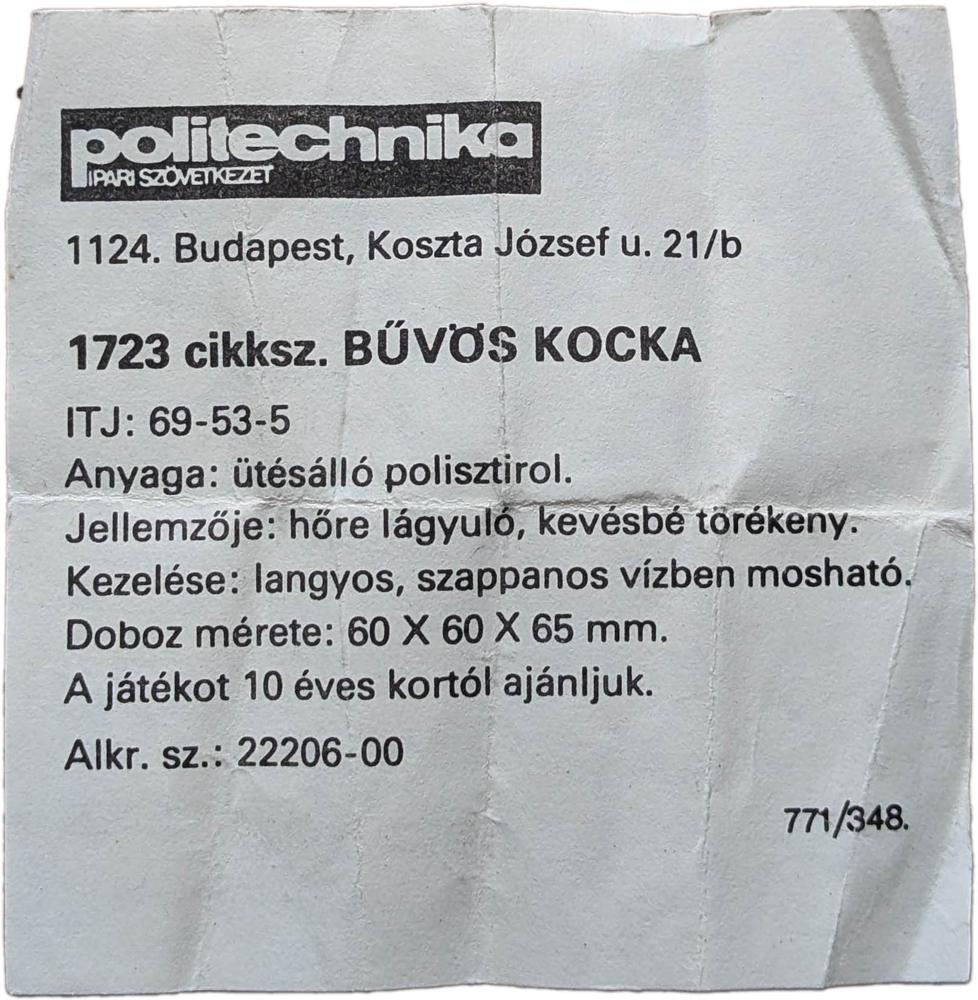 politechnika
IPARI SZÖVETKEZET
1124. Budapest, Koszta József u. 21/b
1723 cikksz. BŰVÖS KOCKA
ITJ: 69-53-5
Anyaga: ütésálló polisztirol.
Jellemzője: hőre lágyuló, kevésbé törékeny.
Kezelése: langyos, szappanos vízben mosható.
Doboz mérete: 60 X 60 X 65 mm.
A játékot 10 éves kortól ajánljuk.
Alkr. sz.: 22206-00
771/348.